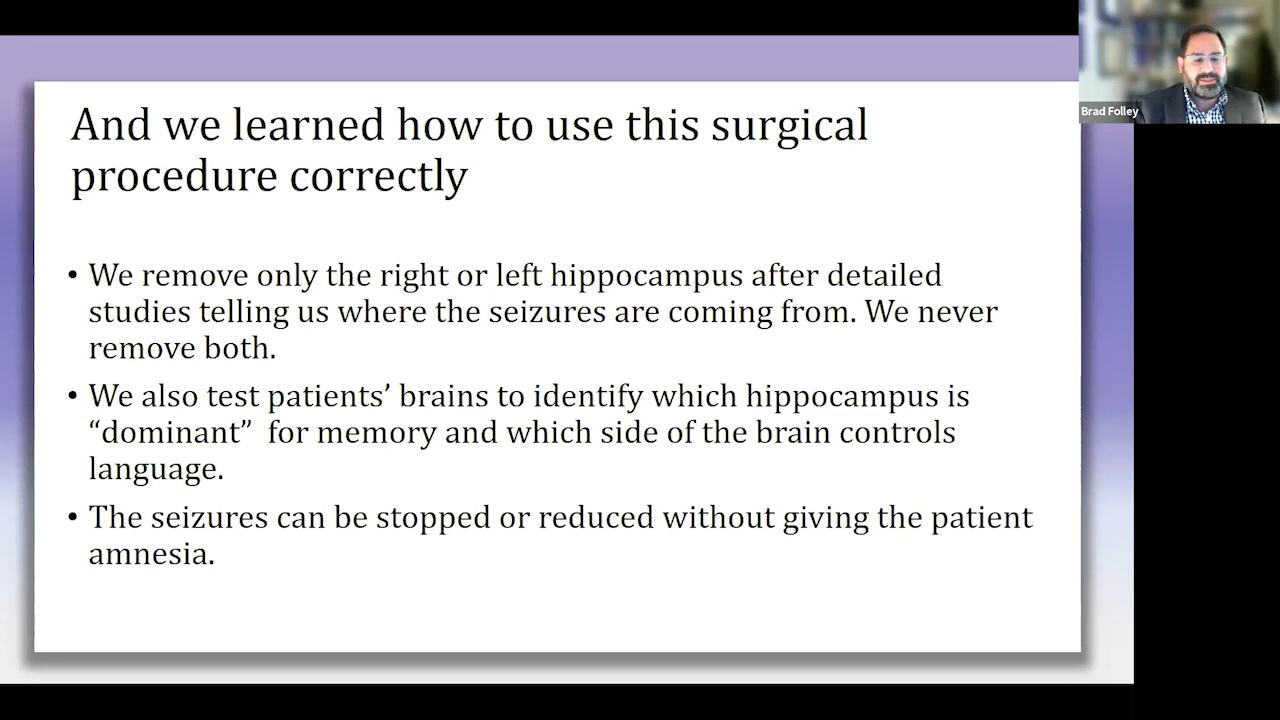 And we learned how to use this surgical
procedure correctly
• We remove only the right or left hippocampus after detailed
studies telling us where the seizures are coming from. We never
remove both.
• We also test patients’ brains to identify which hippocampus is
“dominant”  for memory and which side of the brain controls
language.
• The seizures can be stopped or reduced without giving the patient
amnesia.
Brad Folley